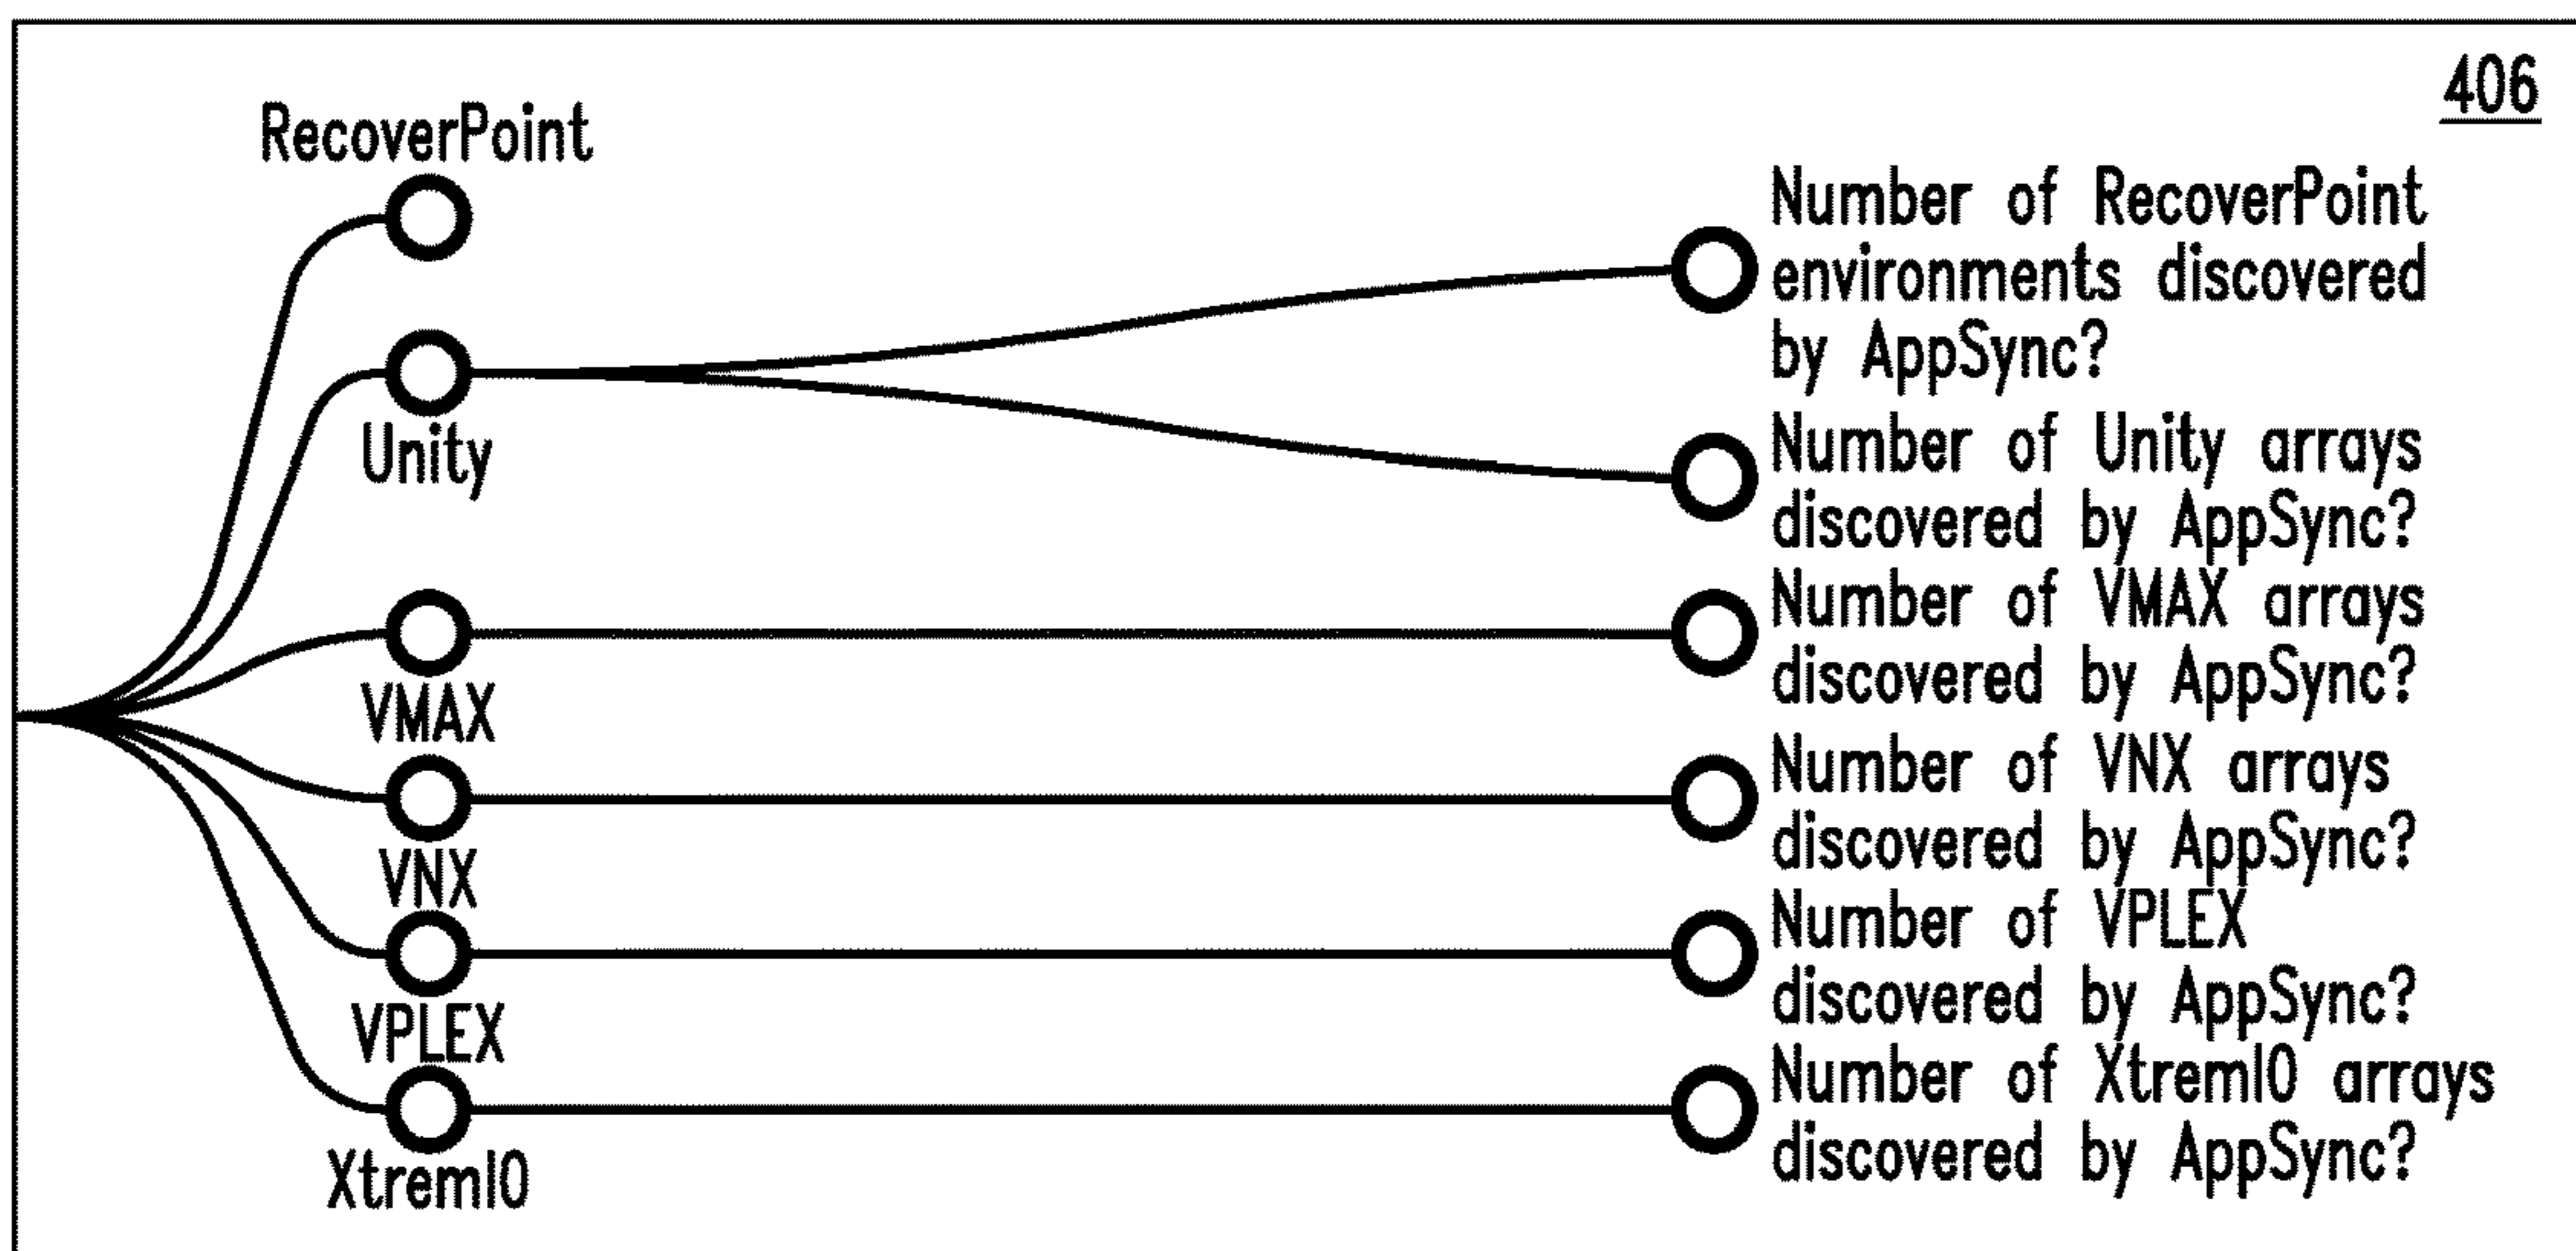 406
RecoverPoint
Number of RecoverPoint
environments discovered
by AppSync?
Unity
Number of Unity arrays
discovered by AppSync?
Number of VMAX arrays
discovered by AppSync?
VMAX
Number of VNX arrays
discovered by AppSync?
VNX
Number of VPLEX
discovered by AppSync?
VPLEX
Number of XtremIO arrays
discovered by AppSync?
XtremIO